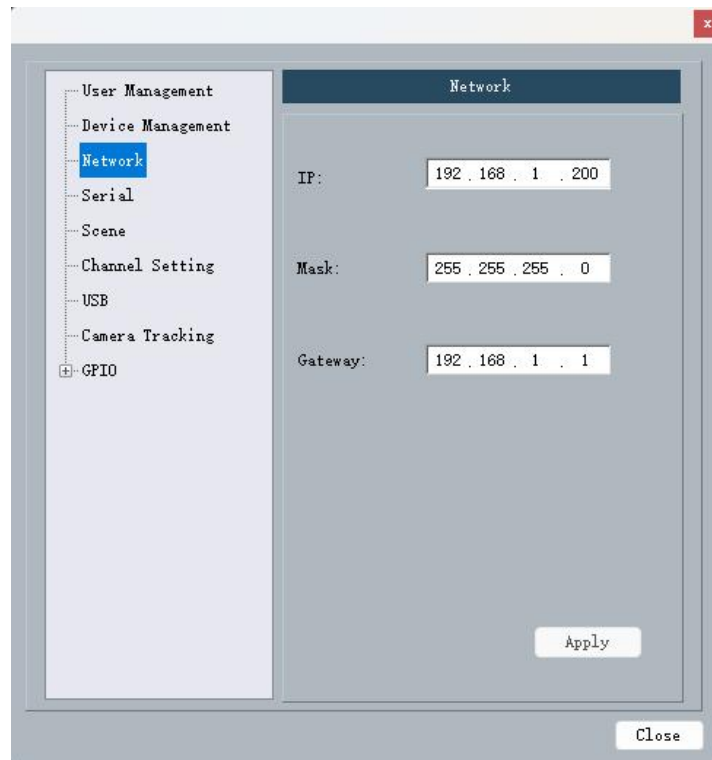 x
User Management
Device Management
Network
Serial
Scene
Channel Setting
USB
Camera Tracking
GPIO
Network
IP: 192 . 168 . 1 . 200
Mask: 255 . 255 . 255 . 0
Gateway: 192 . 168 . 1 . 1
Apply
Close